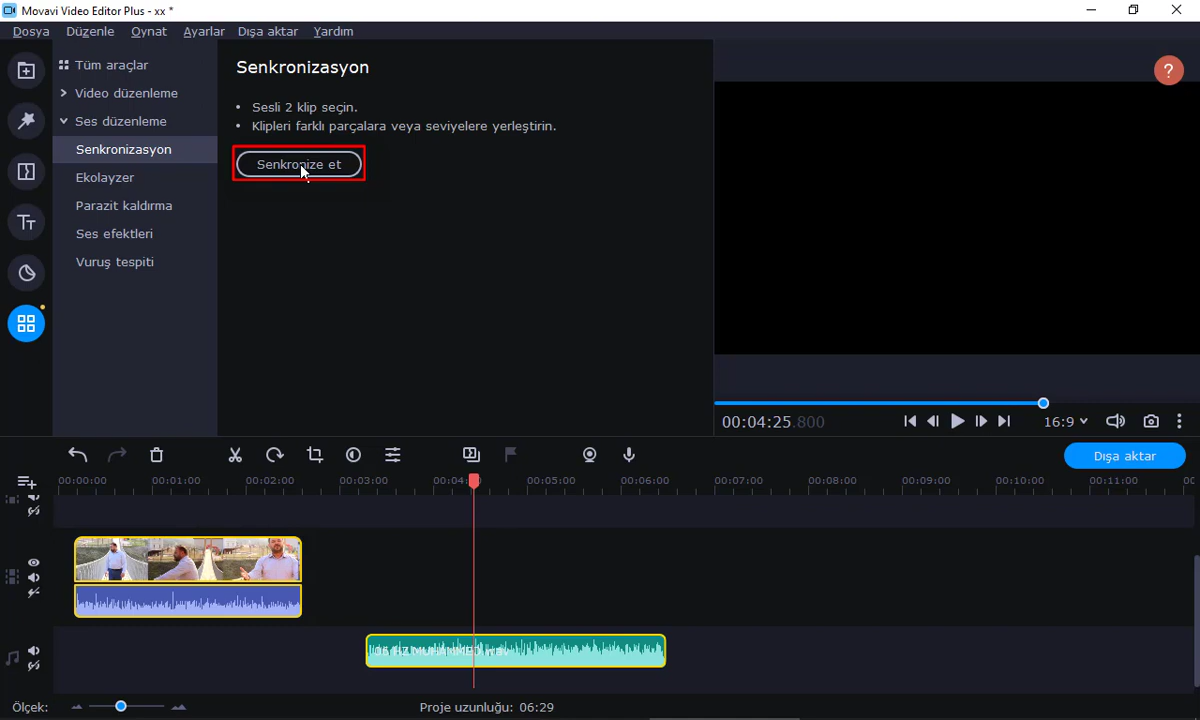 Movavi Video Editor Plus - xx *
Dosya Düzenle Oynat Ayarlar Dışa aktar Yardım
Tüm araçlar
Video düzenleme
Ses düzenleme
Senkronizasyon
Ekolayzer
Parazit kaldırma
Ses efektleri
Vuruş tespiti
Senkronizasyon
• Sesli 2 klip seçin.
• Klipleri farklı parçalara veya seviyelere yerleştirin.
Senkronize et
?
00:04:25.800
16:9
Dışa aktar
00:00:00 00:01:00 00:02:00 00:03:00 00:04: 00:05:00 00:06:00 00:07:00 00:08:00 00:09:00 00:10:00 00:11:00 00
HZ.MUHAMMED.wav
Ölçek:
Proje uzunluğu: 06:29